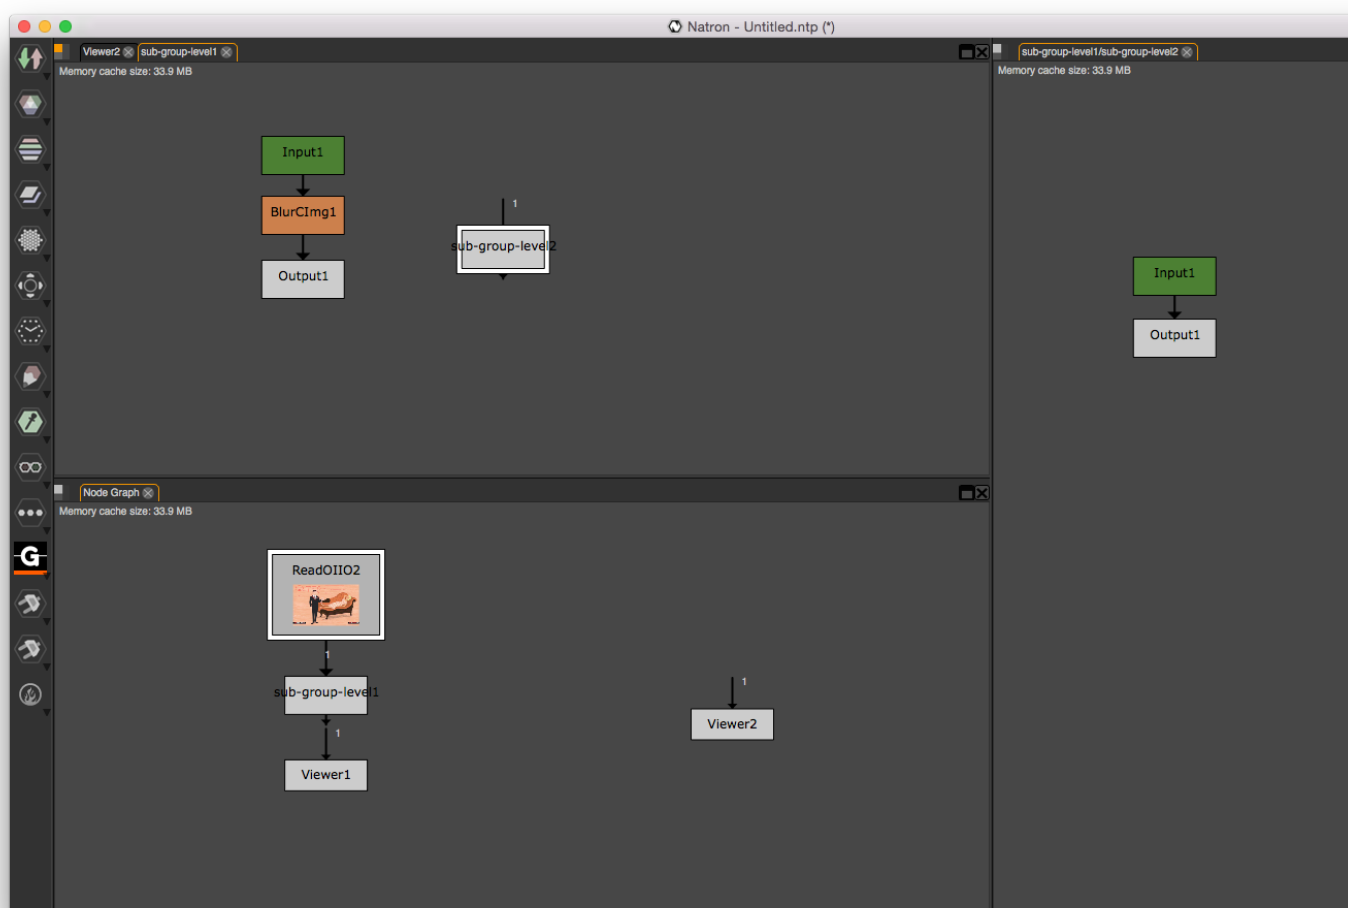 Natron - Untitled.ntp (*)
Viewer2
sub-group-level1
Memory cache size: 33.9 MB
Input1
BlurCImg1
Output1
1
sub-group-level2
sub-group-level1/sub-group-level2
Memory cache size: 33.9 MB
Input1
Output1
Node Graph
Memory cache size: 33.9 MB
ReadOIIO2
1
sub-group-level1
1
Viewer1
1
Viewer2
G